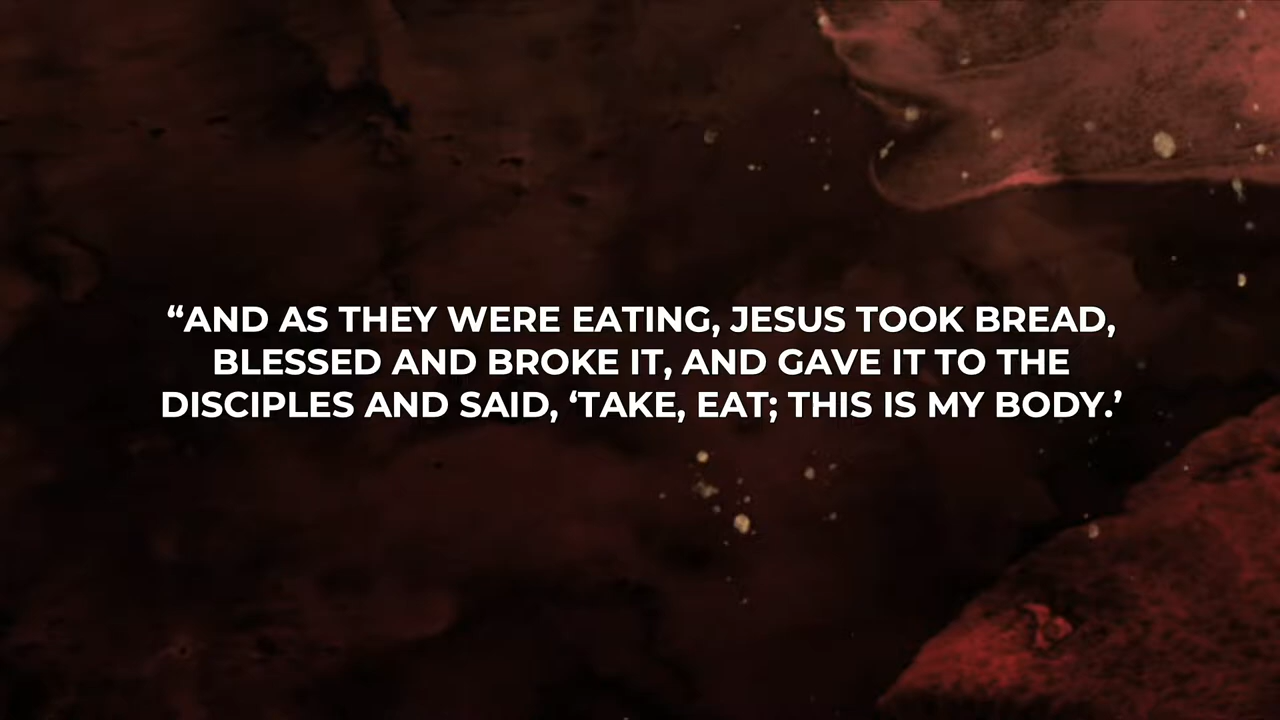 “AND AS THEY WERE EATING, JESUS TOOK BREAD,
BLESSED AND BROKE IT, AND GAVE IT TO THE
DISCIPLES AND SAID, ‘TAKE, EAT; THIS IS MY BODY.’